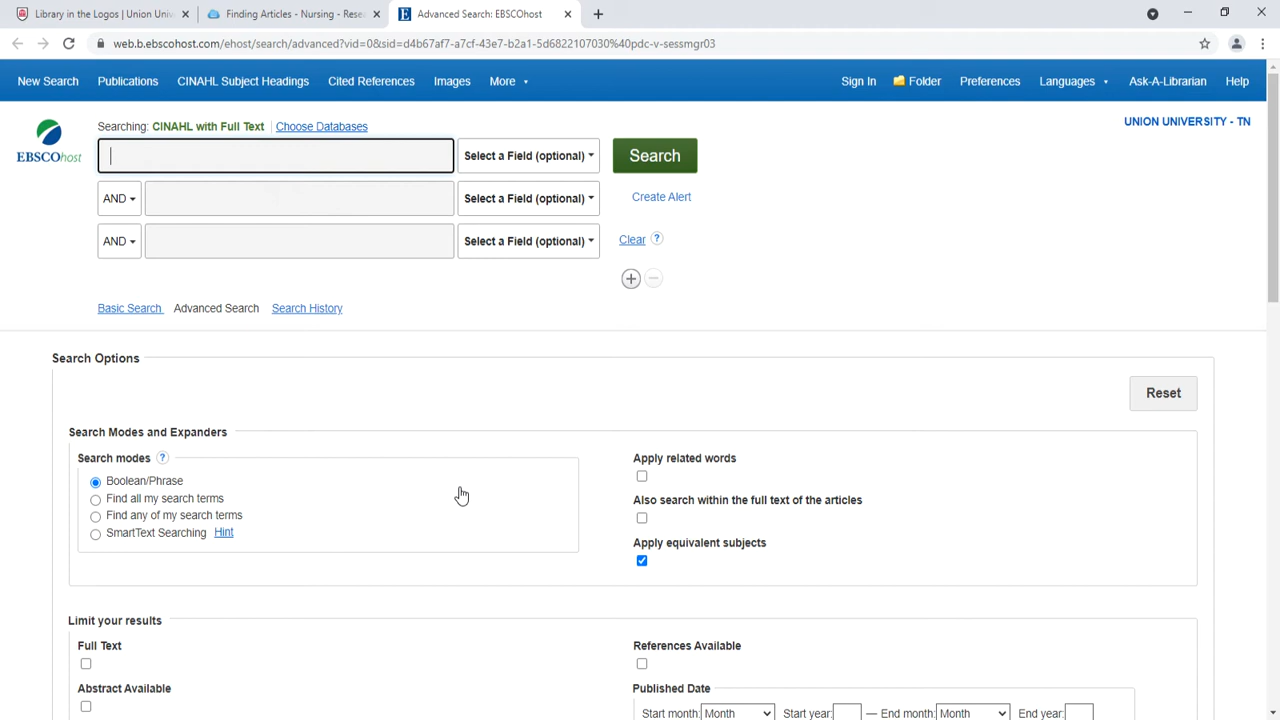 Library in the Logos | Union Univ
Finding Articles - Nursing - Rese
Advanced Search: EBSCOhost
web.b.ebscohost.com/ehost/search/advanced?vid=0&sid=d4b67af7-a7cf-43e7-b2a1-5d6822107030%40pdc-v-sessmgr03
New Search Publications CINAHL Subject Headings Cited References Images More Sign In Folder Preferences Languages Ask-A-Librarian Help
EBSCOhost
Searching: CINAHL with Full Text Choose Databases
UNION UNIVERSITY - TN
Select a Field (optional) Search
AND Select a Field (optional) Create Alert
AND Select a Field (optional) Clear ?
Basic Search Advanced Search Search History
Search Options
Reset
Search Modes and Expanders
Search modes ?
Boolean/Phrase
Find all my search terms
Find any of my search terms
SmartText Searching Hint
Apply related words
Also search within the full text of the articles
Apply equivalent subjects
Limit your results
Full Text
References Available
Abstract Available
Published Date
Start month: Month Start year: — End month: Month End year: